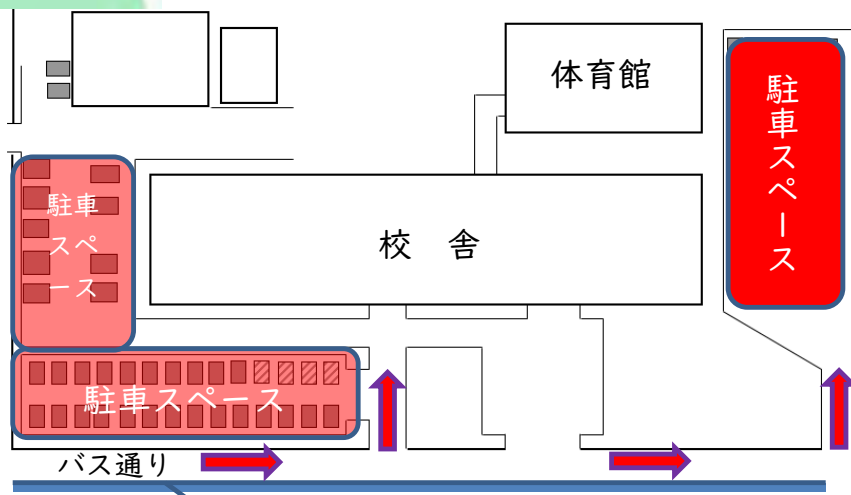 体育館
駐車スペース
駐車
スペ
ース
校　舎
駐車スペース
バス通り